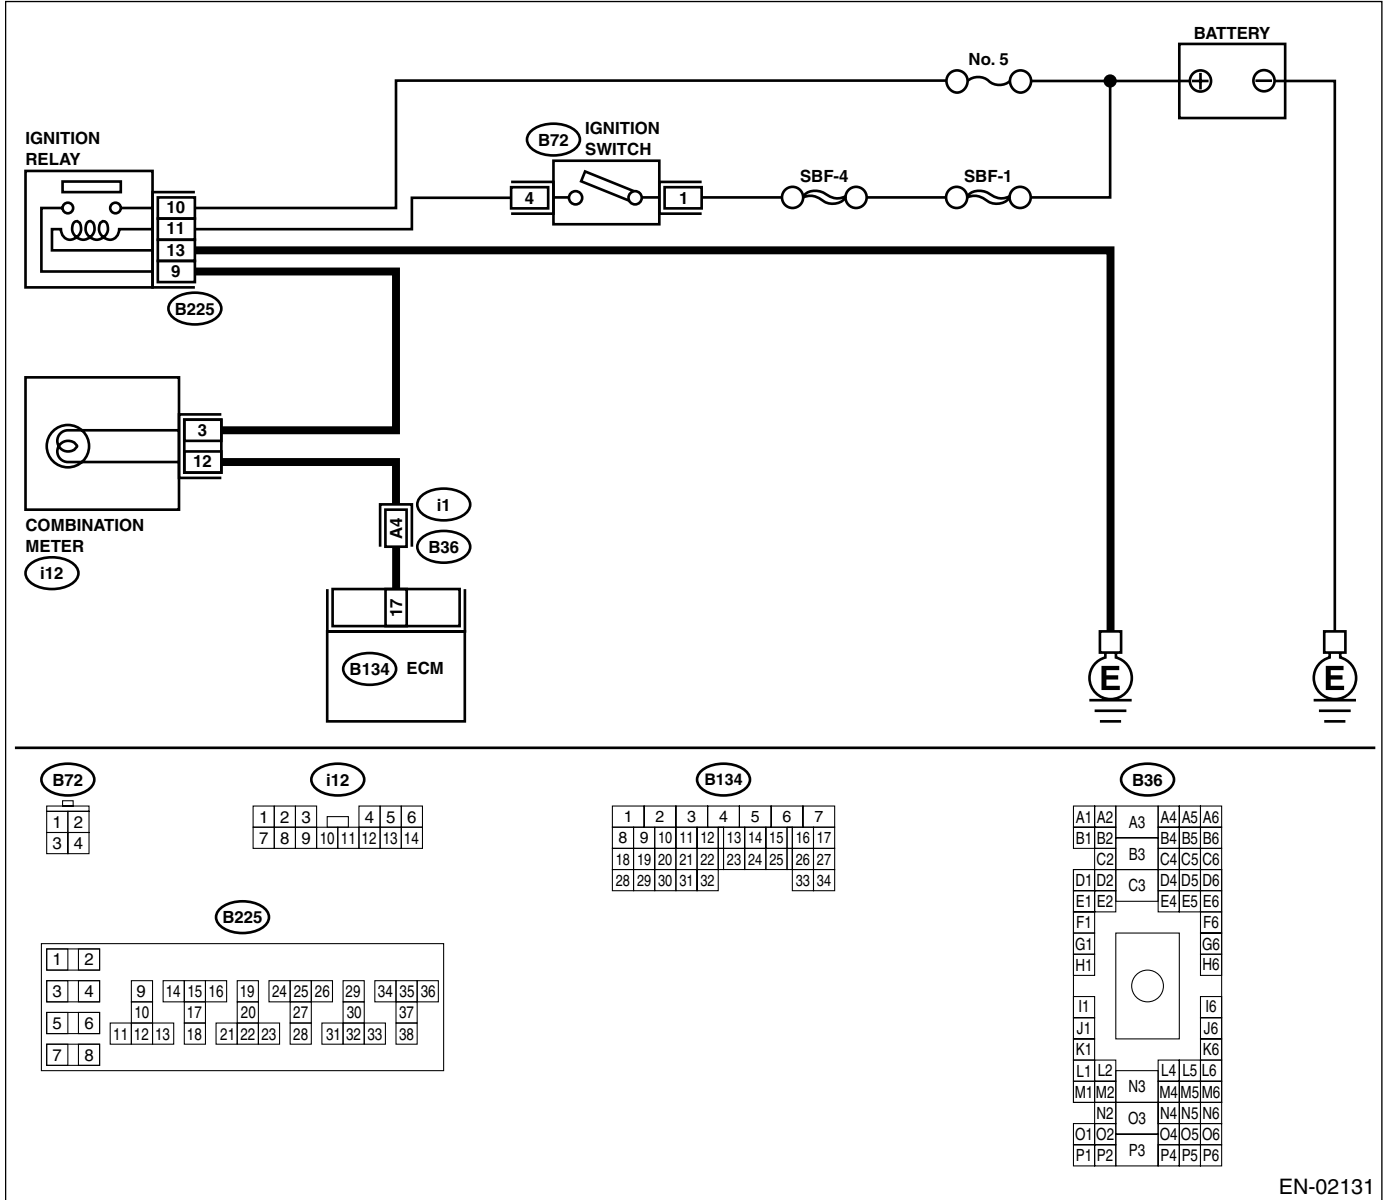 BATTERY
No. 5
IGNITION
RELAY
B72
IGNITION
SWITCH
4
1
SBF-4
SBF-1
10
11
13
9
B225
3
12
COMBINATION
METER
i12
A4
i1
B36
17
B134 ECM
E
E
B72
1 2
3 4
i12
1 2 3 4 5 6
7 8 9 10 11 12 13 14
B134
1 2 3 4 5 6 7
8 9 10 11 12 13 14 15 16 17
18 19 20 21 22 23 24 25 26 27
28 29 30 31 32 33 34
B225
1 2
3 4 9 14 15 16 19 24 25 26 29 34 35 36
10 17 20 27 30 37
5 6
11 12 13 18 21 22 23 28 31 32 33 38
7 8
B36
A1 A2 A3 A4 A5 A6
B1 B2 B4 B5 B6
B3
C2 C4 C5 C6
D1 D2 C3 D4 D5 D6
E1 E2 E4 E5 E6
F1 F6
G1 G6
H1 H6
I1 I6
J1 J6
K1 K6
L1 L2 L4 L5 L6
N3
M1 M2 M4 M5 M6
N2 O3 N4 N5 N6
O1 O2 O4 O5 O6
P1 P2 P3 P4 P5 P6
EN-02131